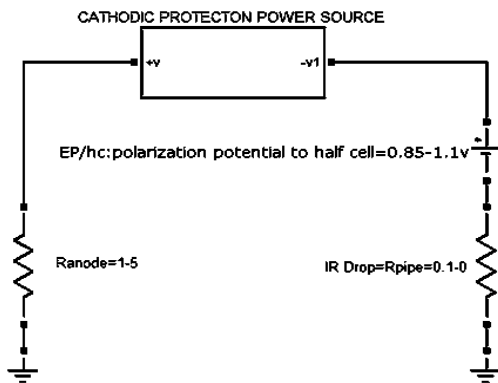 CATHODIC PROTECTON POWER SOURCE
+v -v1
EP/hc:polarization potential to half cell=0.85-1.1v
+
Ranode=1-5
IR Drop=Rpipe=0.1-0